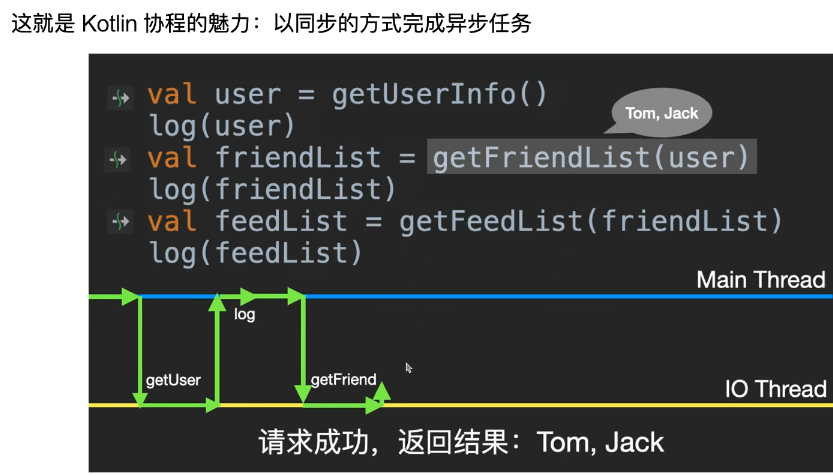 这就是 Kotlin 协程的魅力：以同步的方式完成异步任务
val user = getUserInfo()
log(user)
Tom, Jack
val friendList = getFriendList(user)
log(friendList)
val feedList = getFeedList(friendList)
log(feedList)
Main Thread
log
getUser
getFriend
IO Thread
请求成功，返回结果：Tom, Jack